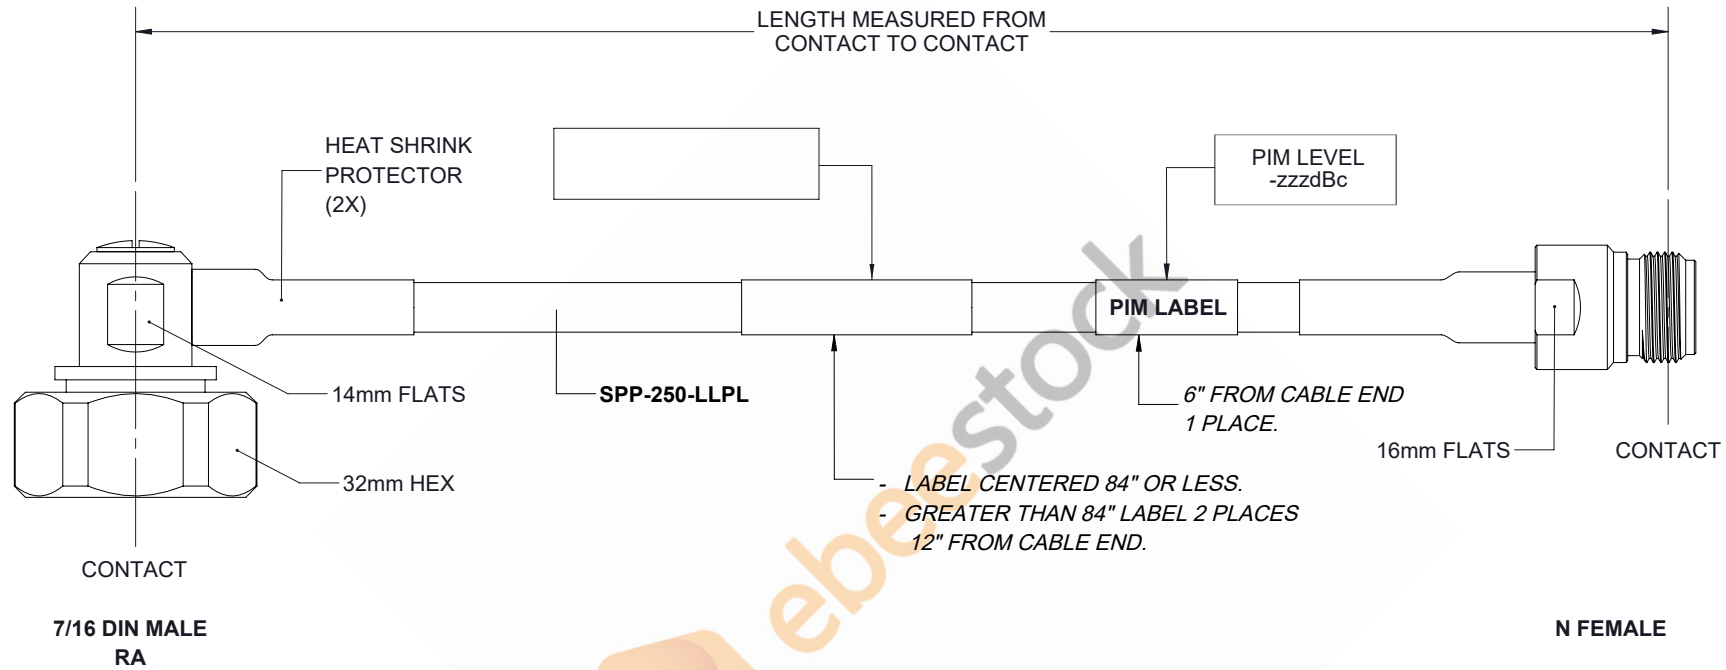 LENGTH MEASURED FROM
CONTACT TO CONTACT
HEAT SHRINK
PROTECTOR
(2X)
PIM LEVEL
-zzzdBc
PIM LABEL
14mm FLATS
SPP-250-LLPL
6" FROM CABLE END
1 PLACE.
16mm FLATS
CONTACT
32mm HEX
- LABEL CENTERED 84" OR LESS.
- GREATER THAN 84" LABEL 2 PLACES
12" FROM CABLE END.
CONTACT
7/16 DIN MALE
RA
N FEMALE
ebeestock